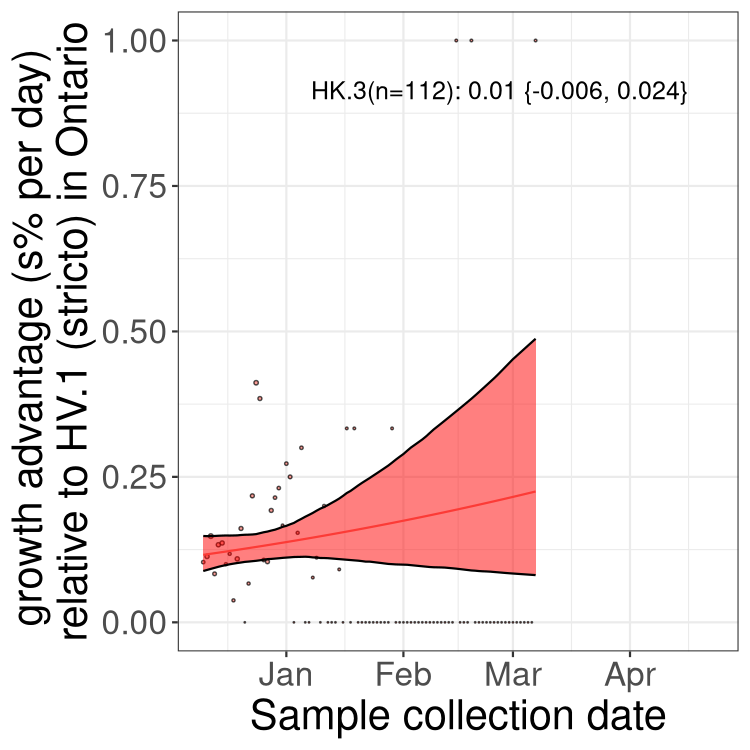 growth advantage (s% per day)
relative to HV.1 (stricto) in Ontario
1.00
0.75
0.50
0.25
0.00
HK.3(n=112): 0.01 {-0.006, 0.024}
Jan Feb Mar Apr
Sample collection date